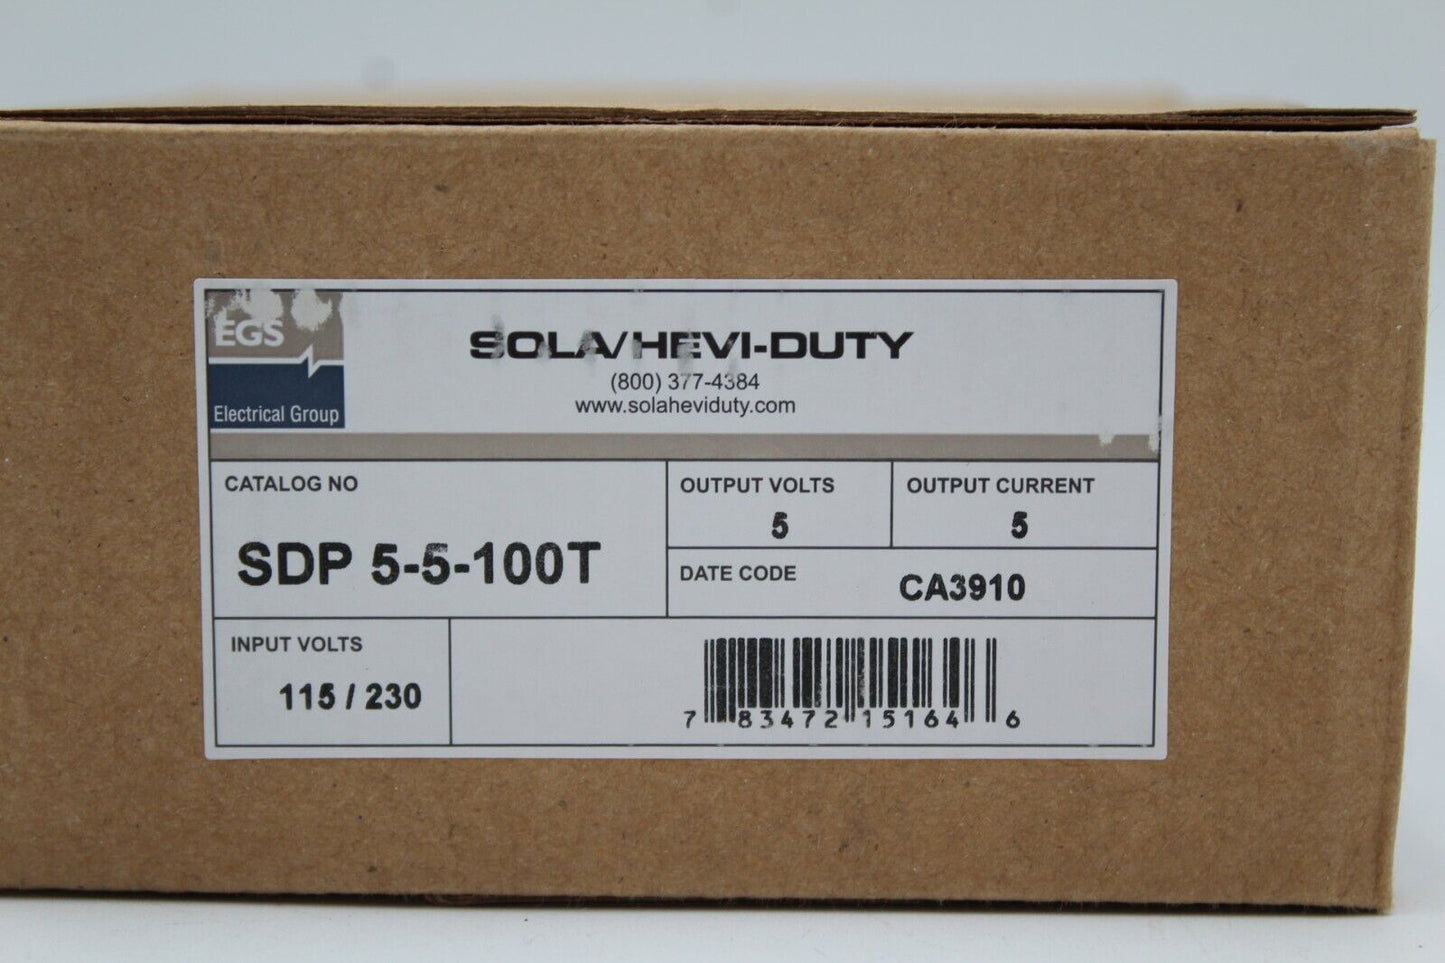 EGS
Electrical Group
SOLA/HEVI-DUTY
(800) 377-4384
www.solaheviduty.com
CATALOG NO
SDP 5-5-100T
OUTPUT VOLTS
5
OUTPUT CURRENT
5
DATE CODE
CA3910
INPUT VOLTS
115 / 230
7 83472 15164 6